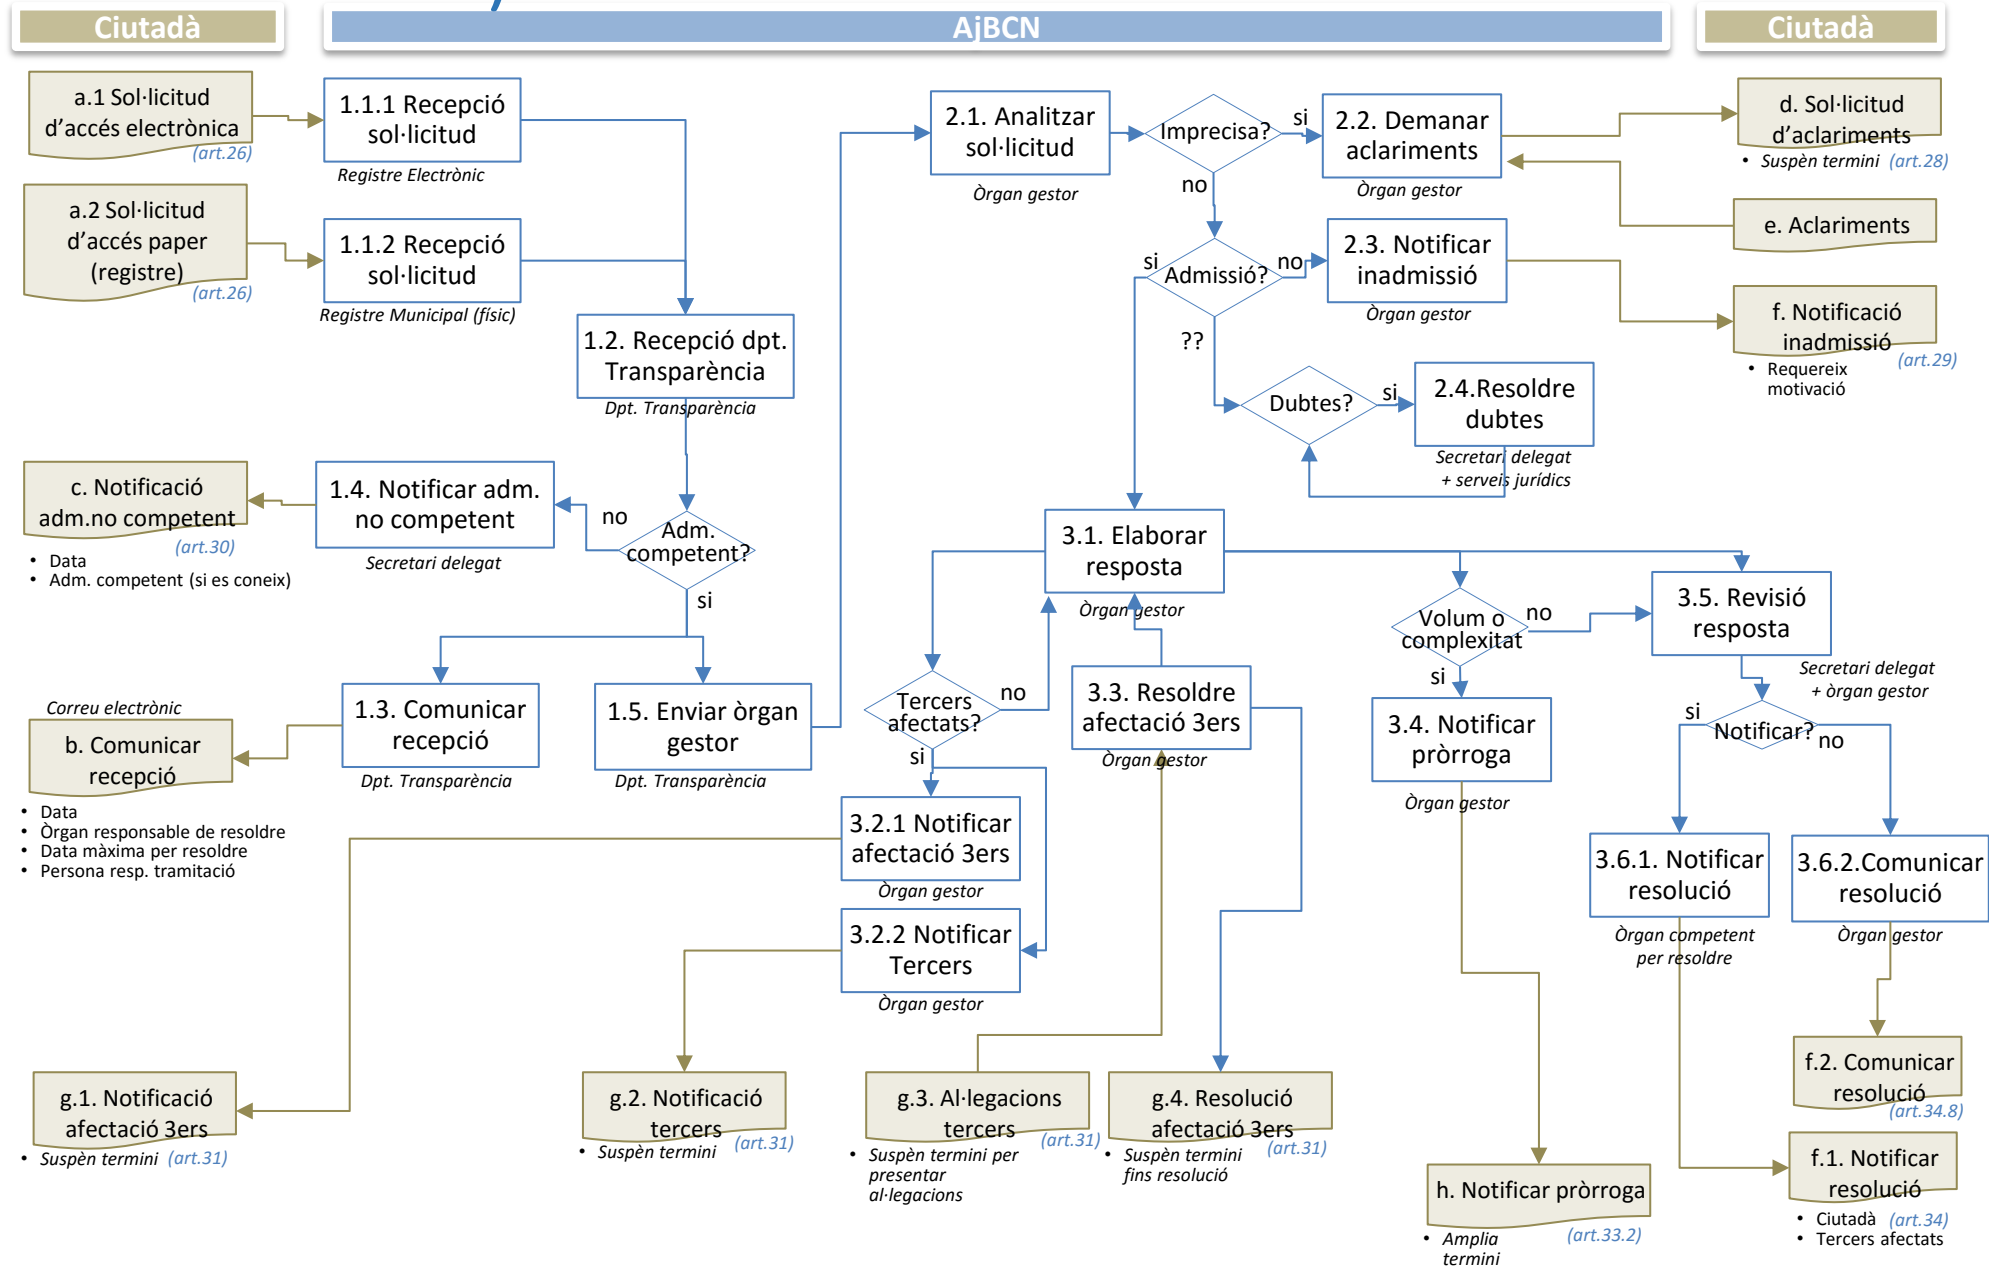 Ciutadà
AjBCN
Ciutadà
a.1 Sol·licitud
d'accés electrònica
(art.26)
1.1.1 Recepció
sol·licitud
Registre Electrònic
2.1. Analitzar
sol·licitud
Òrgan gestor
Imprecisa?
si
no
2.2. Demanar
aclariments
Òrgan gestor
d. Sol·licitud
d'aclariments
• Suspèn termini (art.28)
a.2 Sol·licitud
d'accés paper
(registre)
(art.26)
1.1.2 Recepció
sol·licitud
Registre Municipal (físic)
e. Aclariments
si
Admissió?
no
??
2.3. Notificar
inadmissió
Òrgan gestor
f. Notificació
inadmissió
(art.29)
• Requereix
motivació
1.2. Recepció dpt.
Transparència
Dpt. Transparència
Dubtes?
si
2.4.Resoldre
dubtes
Secretari delegat
+ serveis jurídics
c. Notificació
adm.no competent
(art.30)
• Data
• Adm. competent (si es coneix)
1.4. Notificar adm.
no competent
Secretari delegat
no
Adm.
competent?
si
3.1. Elaborar
resposta
Òrgan gestor
Volum o
complexitat
no
si
3.5. Revisió
resposta
Secretari delegat
+ òrgan gestor
Correu electrònic
b. Comunicar
recepció
• Data
• Òrgan responsable de resoldre
• Data màxima per resoldre
• Persona resp. tramitació
1.3. Comunicar
recepció
Dpt. Transparència
1.5. Enviar òrgan
gestor
Dpt. Transparència
Tercers
afectats?
no
si
3.3. Resoldre
afectació 3ers
Òrgan gestor
3.4. Notificar
pròrroga
Òrgan gestor
si
Notificar?
no
3.2.1 Notificar
afectació 3ers
Òrgan gestor
3.6.1. Notificar
resolució
Òrgan competent
per resoldre
3.6.2.Comunicar
resolució
Òrgan gestor
3.2.2 Notificar
Tercers
Òrgan gestor
g.1. Notificació
afectació 3ers
• Suspèn termini (art.31)
g.2. Notificació
tercers
• Suspèn termini (art.31)
g.3. Al·legacions
tercers
(art.31)
• Suspèn termini per
presentar
al·legacions
g.4. Resolució
afectació 3ers
(art.31)
• Suspèn termini
fins resolució
f.2. Comunicar
resolució
(art.34.8)
h. Notificar pròrroga
(art.33.2)
• Amplia
termini
f.1. Notificar
resolució
• Ciutadà (art.34)
• Tercers afectats